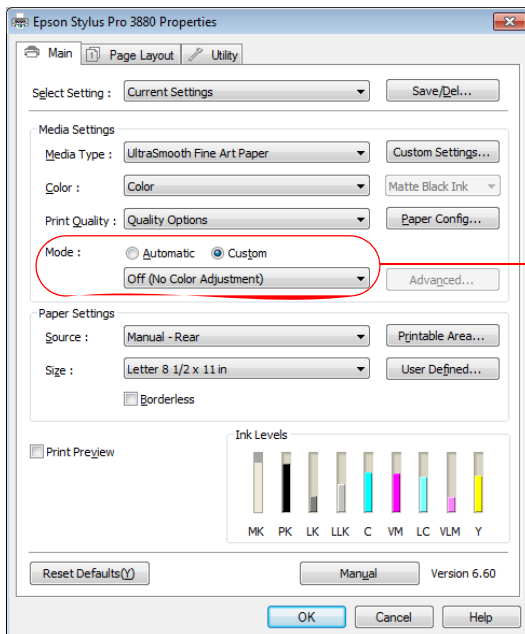 Epson Stylus Pro 3880 Properties
Main Page Layout Utility
Select Setting : Current Settings Save/Del...
Media Settings
Media Type : UltraSmooth Fine Art Paper Custom Settings...
Color : Color Matte Black Ink
Print Quality : Quality Options Paper Config...
Mode : Automatic Custom
Off (No Color Adjustment) Advanced...
Paper Settings
Source : Manual - Rear Printable Area...
Size : Letter 8 1/2 x 11 in User Defined...
Borderless
Ink Levels
Print Preview
MK PK LK LLK C VM LC VLM Y
Reset Defaults(Y) Manual Version 6.60
OK Cancel Help